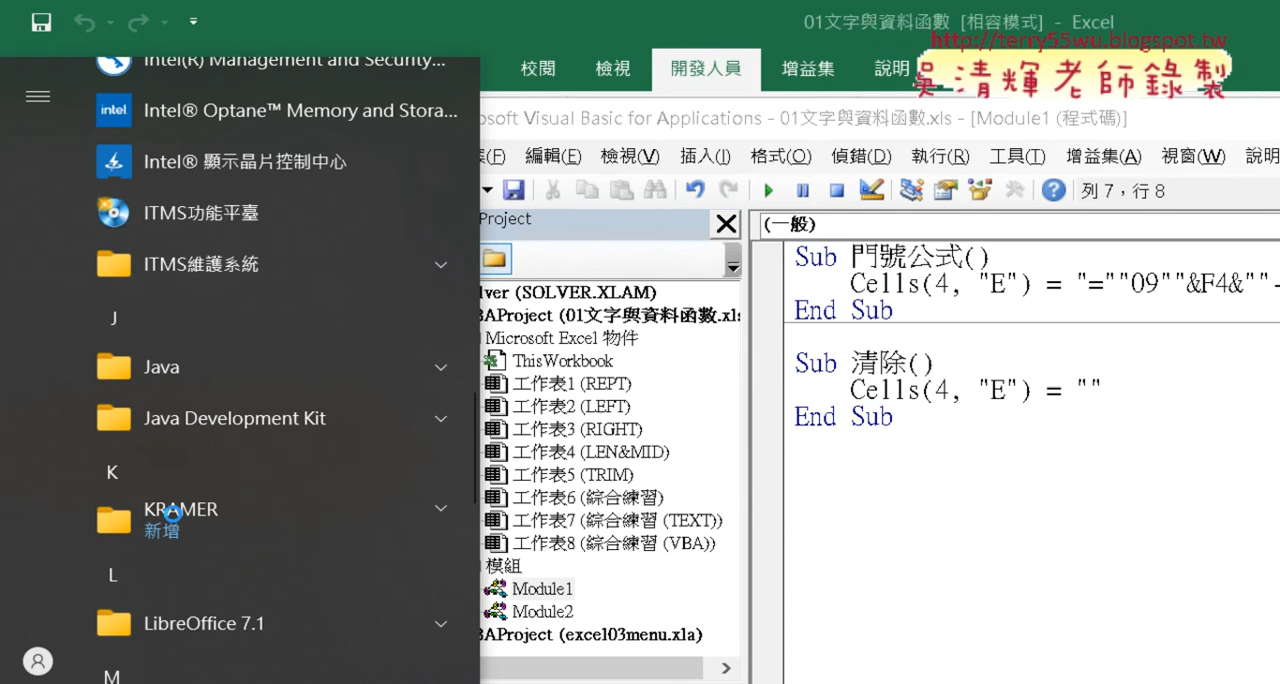 01文字與資料函數 [相容模式] - Excel
http://terry55wu.blogspot.tw
吳清輝老師錄製
校閱 檢視 開發人員 增益集 說明
Intel(R) Management and Security...
Intel® Optane™ Memory and Stora...
Intel® 顯示晶片控制中心
ITMS功能平臺
ITMS維護系統
J
Java
Java Development Kit
K
KRAMER
新增
L
LibreOffice 7.1
M
osoft Visual Basic for Applications - 01文字與資料函數.xls - [Module1 (程式碼)]
(F) 編輯(E) 檢視(V) 插入(I) 格式(O) 偵錯(D) 執行(R) 工具(T) 增益集(A) 視窗(W) 說明
列 7，行 8
Project
lver (SOLVER.XLAM)
BAProject (01文字與資料函數.xls
Microsoft Excel 物件
ThisWorkbook
工作表1 (REPT)
工作表2 (LEFT)
工作表3 (RIGHT)
工作表4 (LEN&MID)
工作表5 (TRIM)
工作表6 (綜合練習)
工作表7 (綜合練習 (TEXT))
工作表8 (綜合練習 (VBA))
模組
Module1
Module2
BAProject (excel03menu.xla)
(一般)
Sub 門號公式()
Cells(4, "E") = "=""09""&F4&""-
End Sub
Sub 清除()
Cells(4, "E") = ""
End Sub